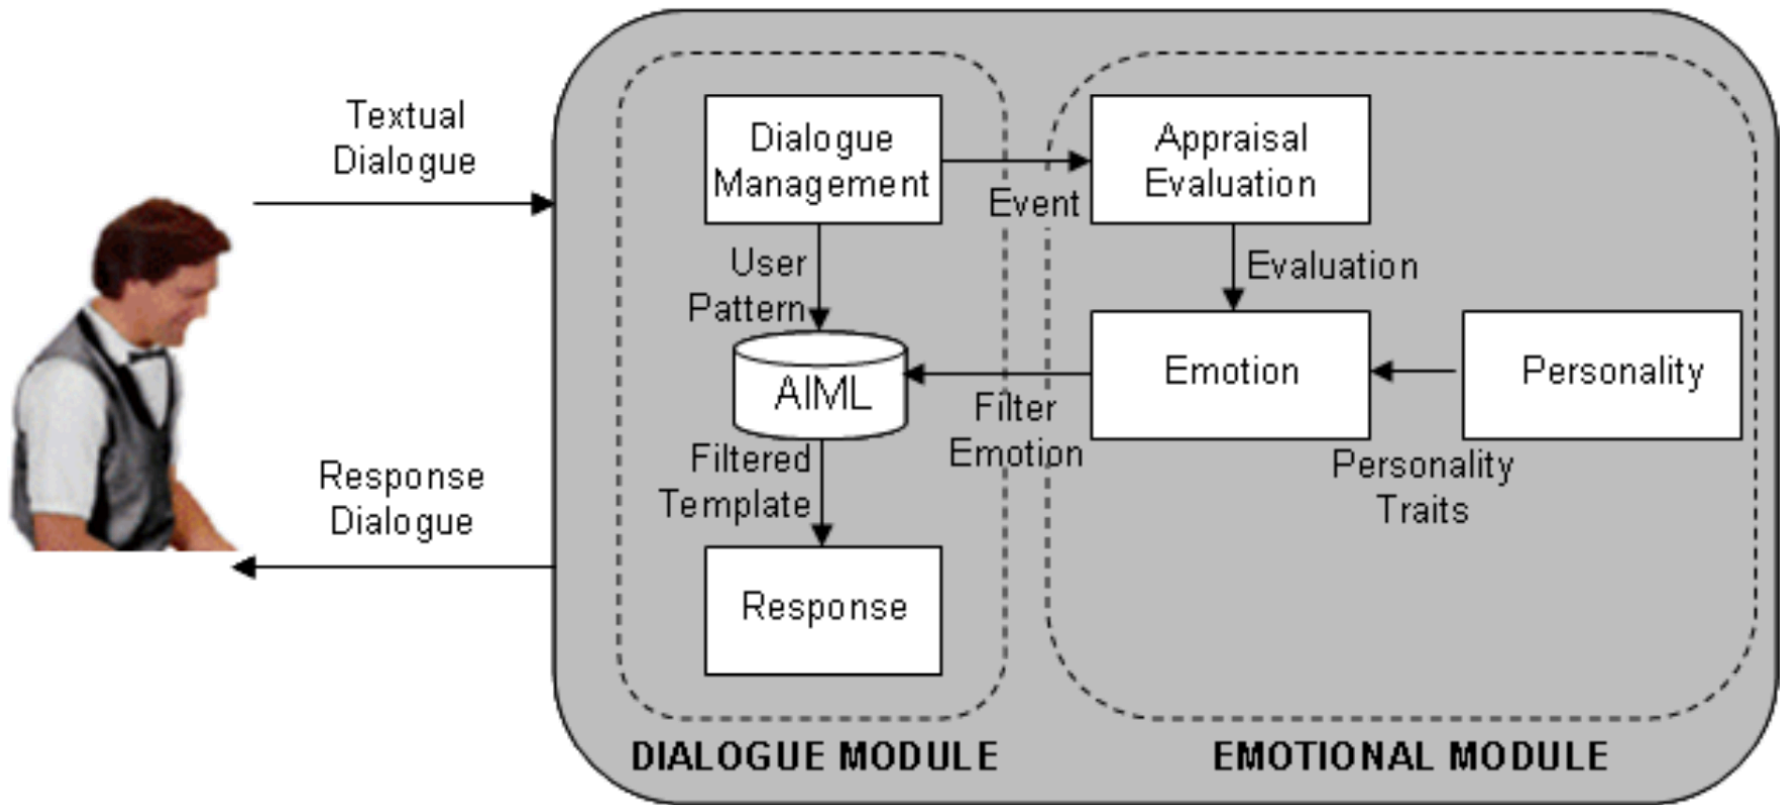 Textual
Dialogue
Response
Dialogue
Dialogue
Management
Event
Appraisal
Evaluation
User
Pattern
Evaluation
AIML
Filter
Emotion
Emotion
Personality
Personality
Traits
Filtered
Template
Response
DIALOGUE MODULE
EMOTIONAL MODULE